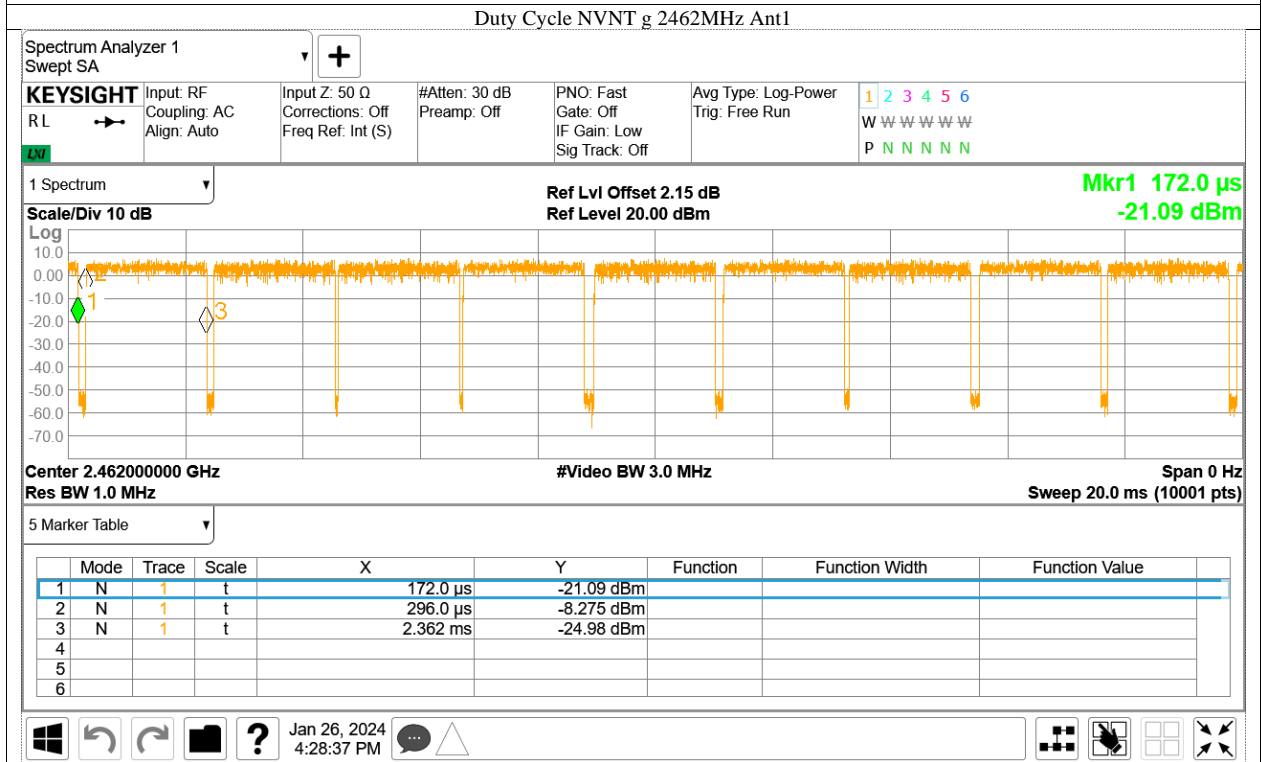 Duty Cycle NVNT g 2462MHz Ant1
Spectrum Analyzer 1
Swept SA
KEYSIGHT
R L
LXI
Input: RF
Coupling: AC
Align: Auto
Input Z: 50 Ω
Corrections: Off
Freq Ref: Int (S)
#Atten: 30 dB
Preamp: Off
PNO: Fast
Gate: Off
IF Gain: Low
Sig Track: Off
Avg Type: Log-Power
Trig: Free Run
1 2 3 4 5 6
W W W W W W
P N N N N N
1 Spectrum
Scale/Div 10 dB
Ref Lvl Offset 2.15 dB
Ref Level 20.00 dBm
Mkr1 172.0 µs
-21.09 dBm
Log
10.0
0.00
-10.0
-20.0
-30.0
-40.0
-50.0
-60.0
-70.0
2
1
3
Center 2.462000000 GHz
#Video BW 3.0 MHz
Span 0 Hz
Res BW 1.0 MHz
Sweep 20.0 ms (10001 pts)
5 Marker Table
Mode Trace Scale X Y Function Function Width Function Value
1 N 1 t 172.0 µs -21.09 dBm
2 N 1 t 296.0 µs -8.275 dBm
3 N 1 t 2.362 ms -24.98 dBm
4
5
6
?
Jan 26, 2024
4:28:37 PM